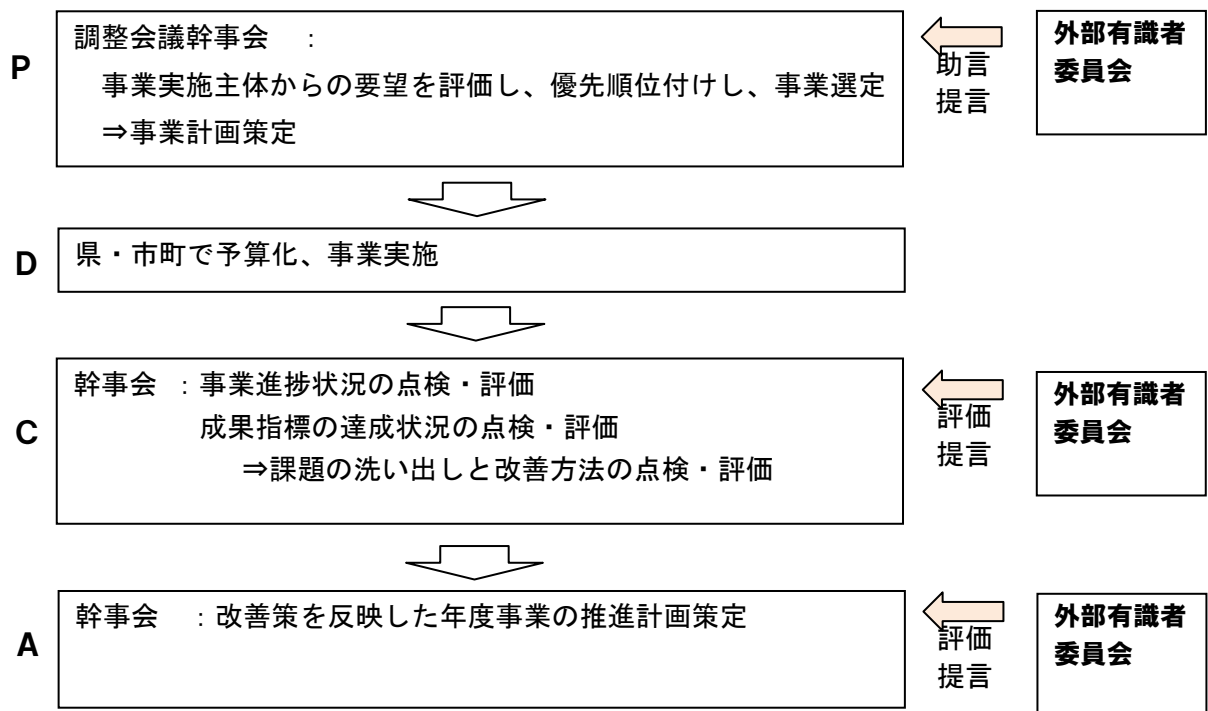 P
調整会議幹事会 :
事業実施主体からの要望を評価し、優先順位付けし、事業選定
⇒事業計画策定
助言
提言
外部有識者
委員会
D
県・市町で予算化、事業実施
C
幹事会 :事業進捗状況の点検・評価
成果指標の達成状況の点検・評価
⇒課題の洗い出しと改善方法の点検・評価
評価
提言
外部有識者
委員会
A
幹事会 :改善策を反映した年度事業の推進計画策定
評価
提言
外部有識者
委員会